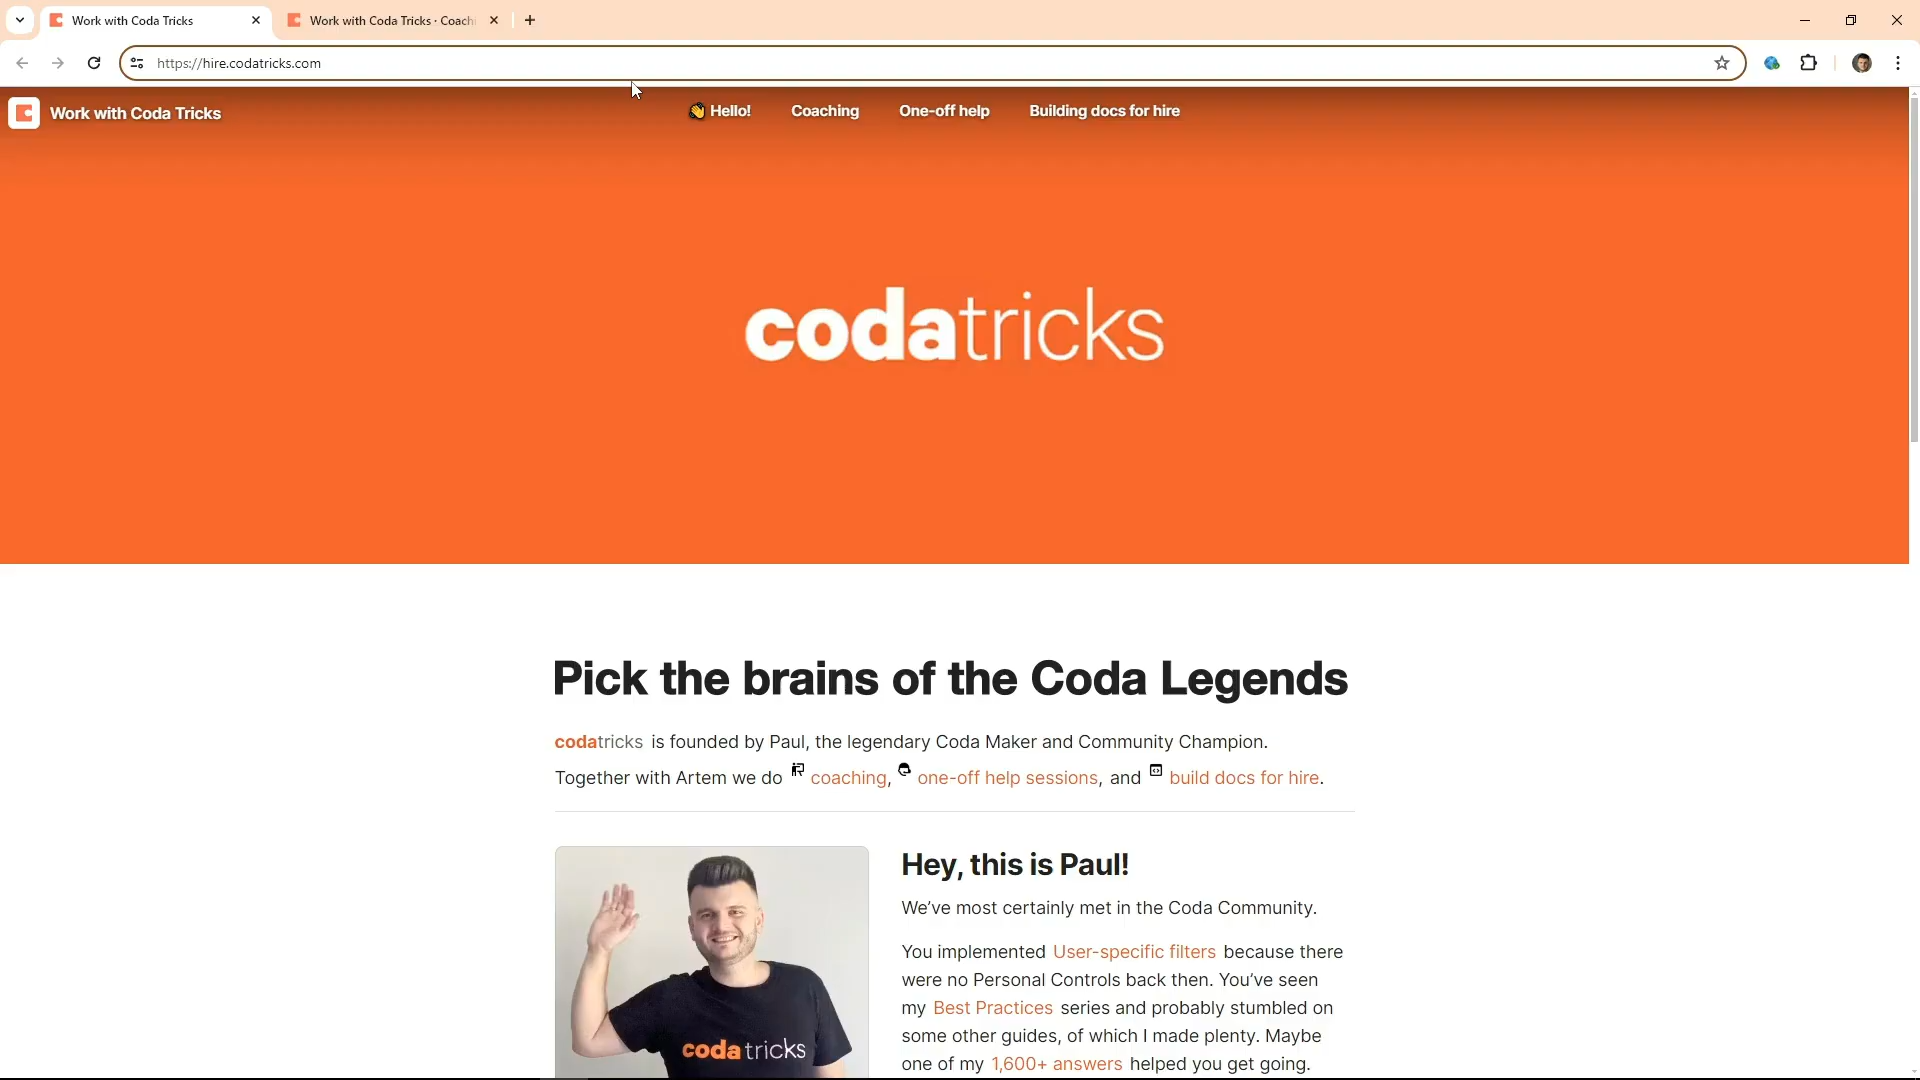 Work with Coda Tricks
Work with Coda Tricks · Coach
https://hire.codatricks.com
Work with Coda Tricks
👋 Hello!
Coaching
One-off help
Building docs for hire
codatricks
Pick the brains of the Coda Legends
codatricks is founded by Paul, the legendary Coda Maker and Community Champion.
Together with Artem we do coaching, one-off help sessions, and build docs for hire.
Hey, this is Paul!
We've most certainly met in the Coda Community.
You implemented User-specific filters because there
were no Personal Controls back then. You've seen
my Best Practices series and probably stumbled on
some other guides, of which I made plenty. Maybe
one of my 1,600+ answers helped you get going.
codatricks